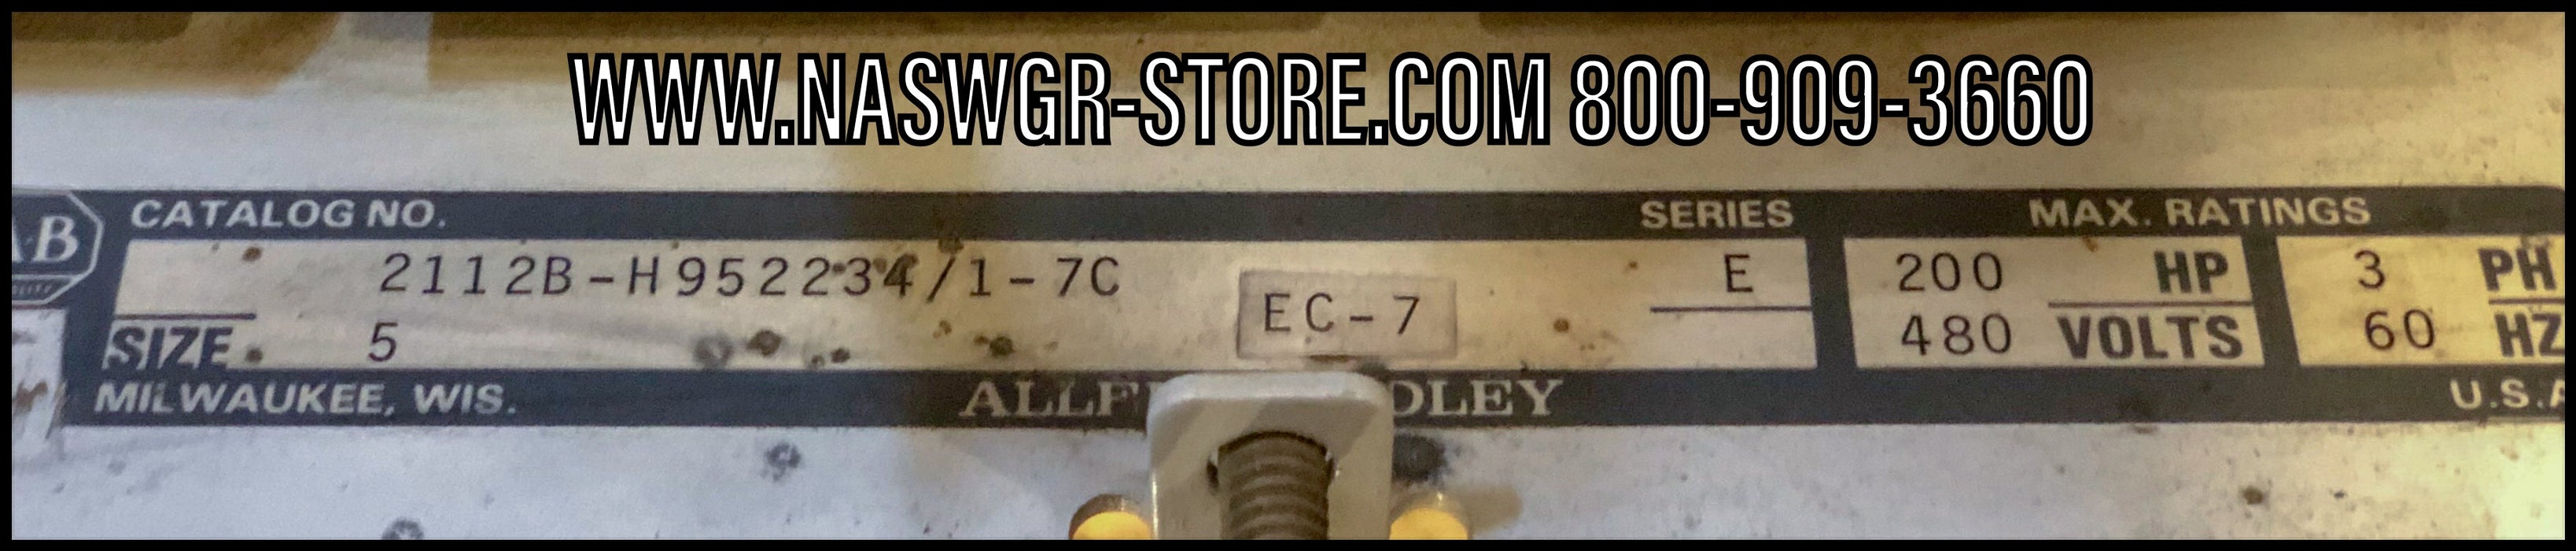 WWW.NASWGR-STORE.COM 800-909-3660
CATALOG NO. SERIES MAX. RATINGS
2112B-H952234/1-7C E 200 HP 3 PH
EC-7
SIZE 5 480 VOLTS 60 HZ
MILWAUKEE, WIS. U.S.A